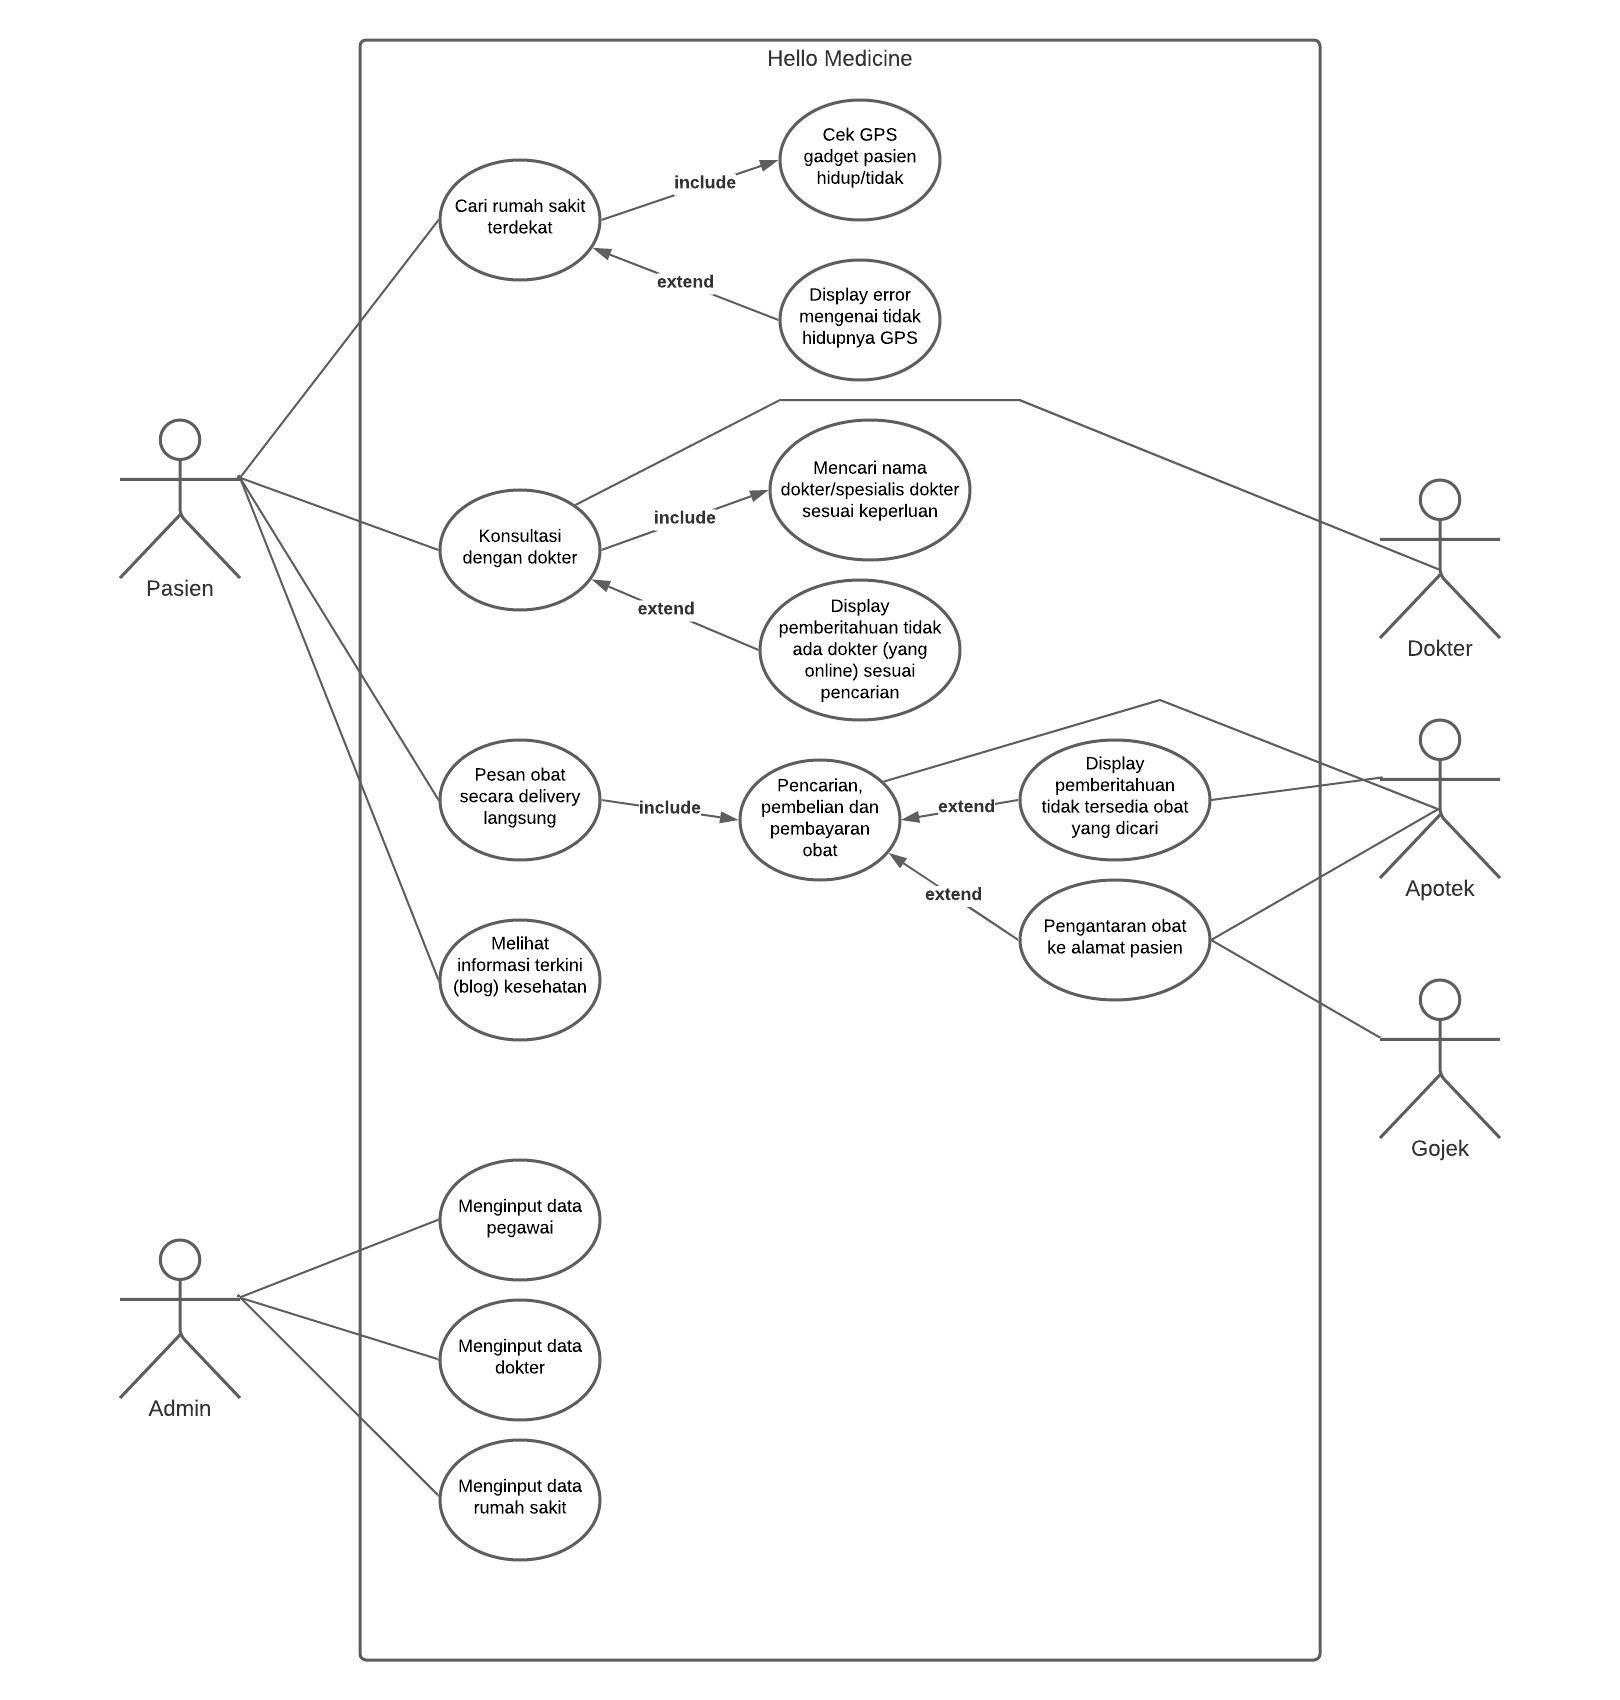 Hello Medicine
Cek GPS
gadget pasien
hidup/tidak
include
Cari rumah sakit
terdekat
extend
Display error
mengenai tidak
hidupnya GPS
Pasien
Mencari nama
dokter/spesialis dokter
sesuai keperluan
include
Konsultasi
dengan dokter
extend
Display
pemberitahuan tidak
ada dokter (yang
online) sesuai
pencarian
Dokter
Pesan obat
secara delivery
langsung
include
Pencarian,
pembelian dan
pembayaran
obat
extend
Display
pemberitahuan
tidak tersedia obat
yang dicari
extend
Pengantaran obat
ke alamat pasien
Apotek
Melihat
informasi terkini
(blog) kesehatan
Gojek
Menginput data
pegawai
Menginput data
dokter
Admin
Menginput data
rumah sakit